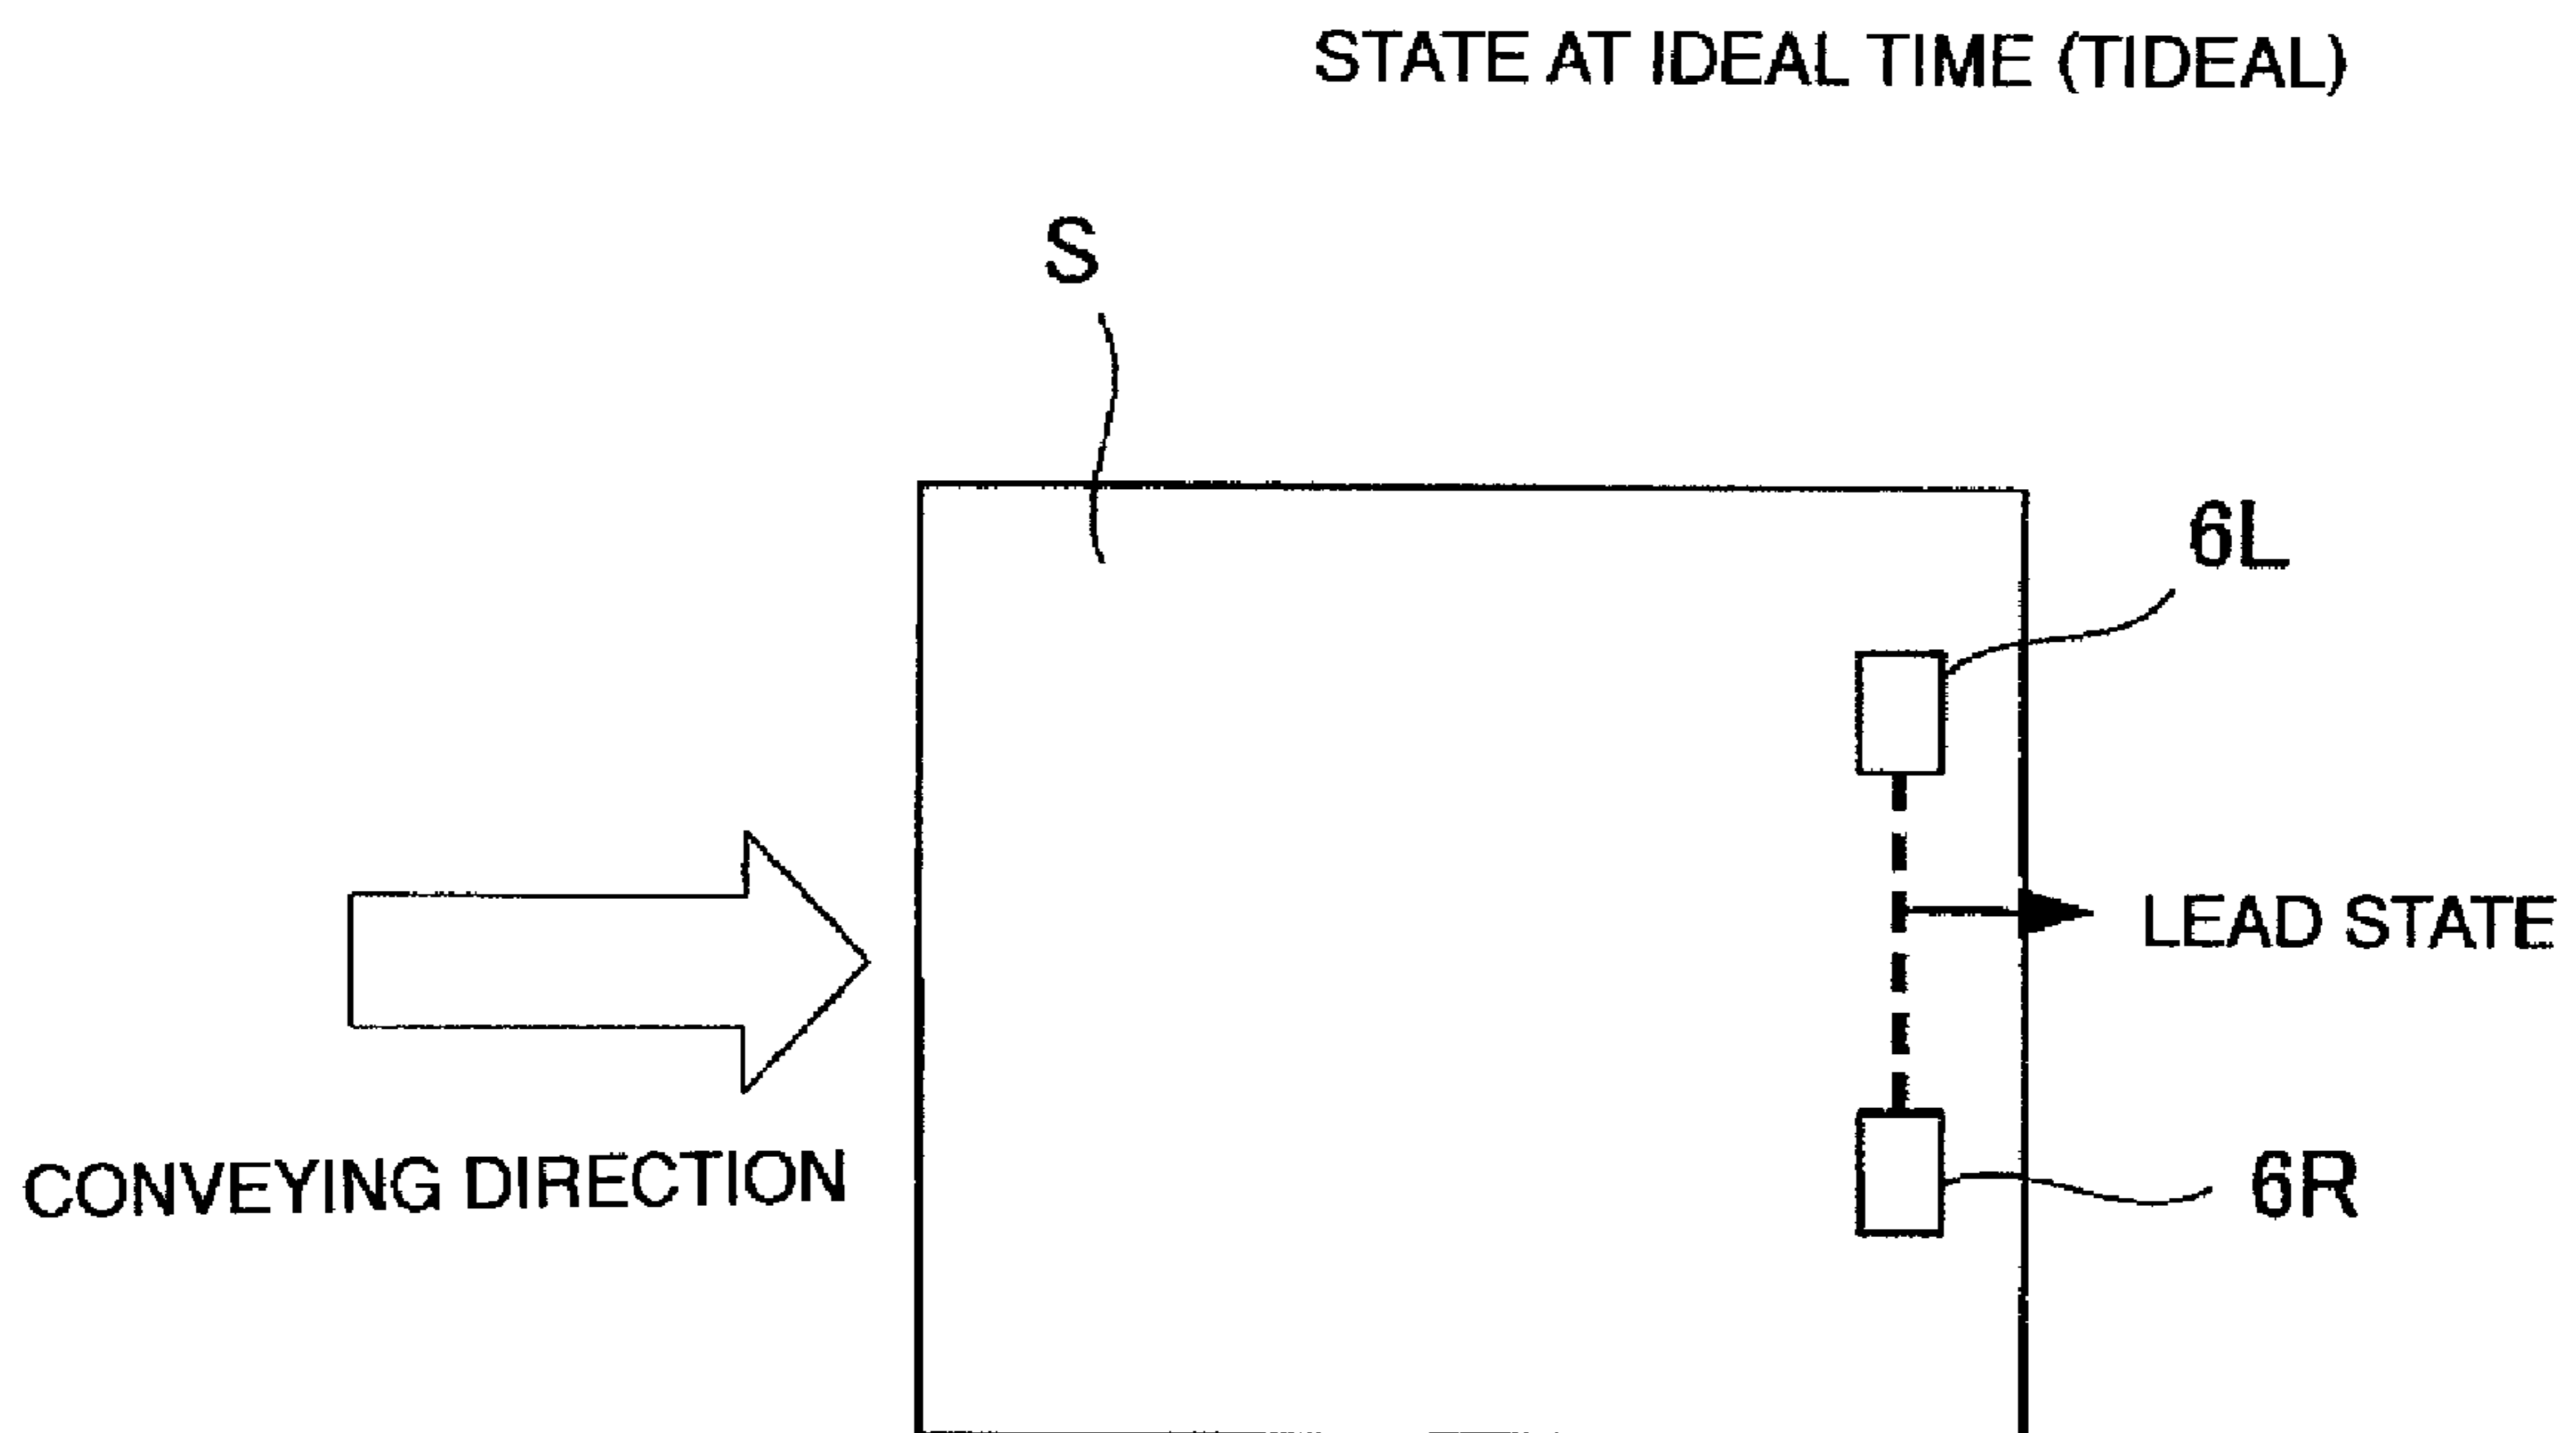 STATE AT IDEAL TIME (TIDEAL)
S
6L
LEAD STATE
CONVEYING DIRECTION
6R